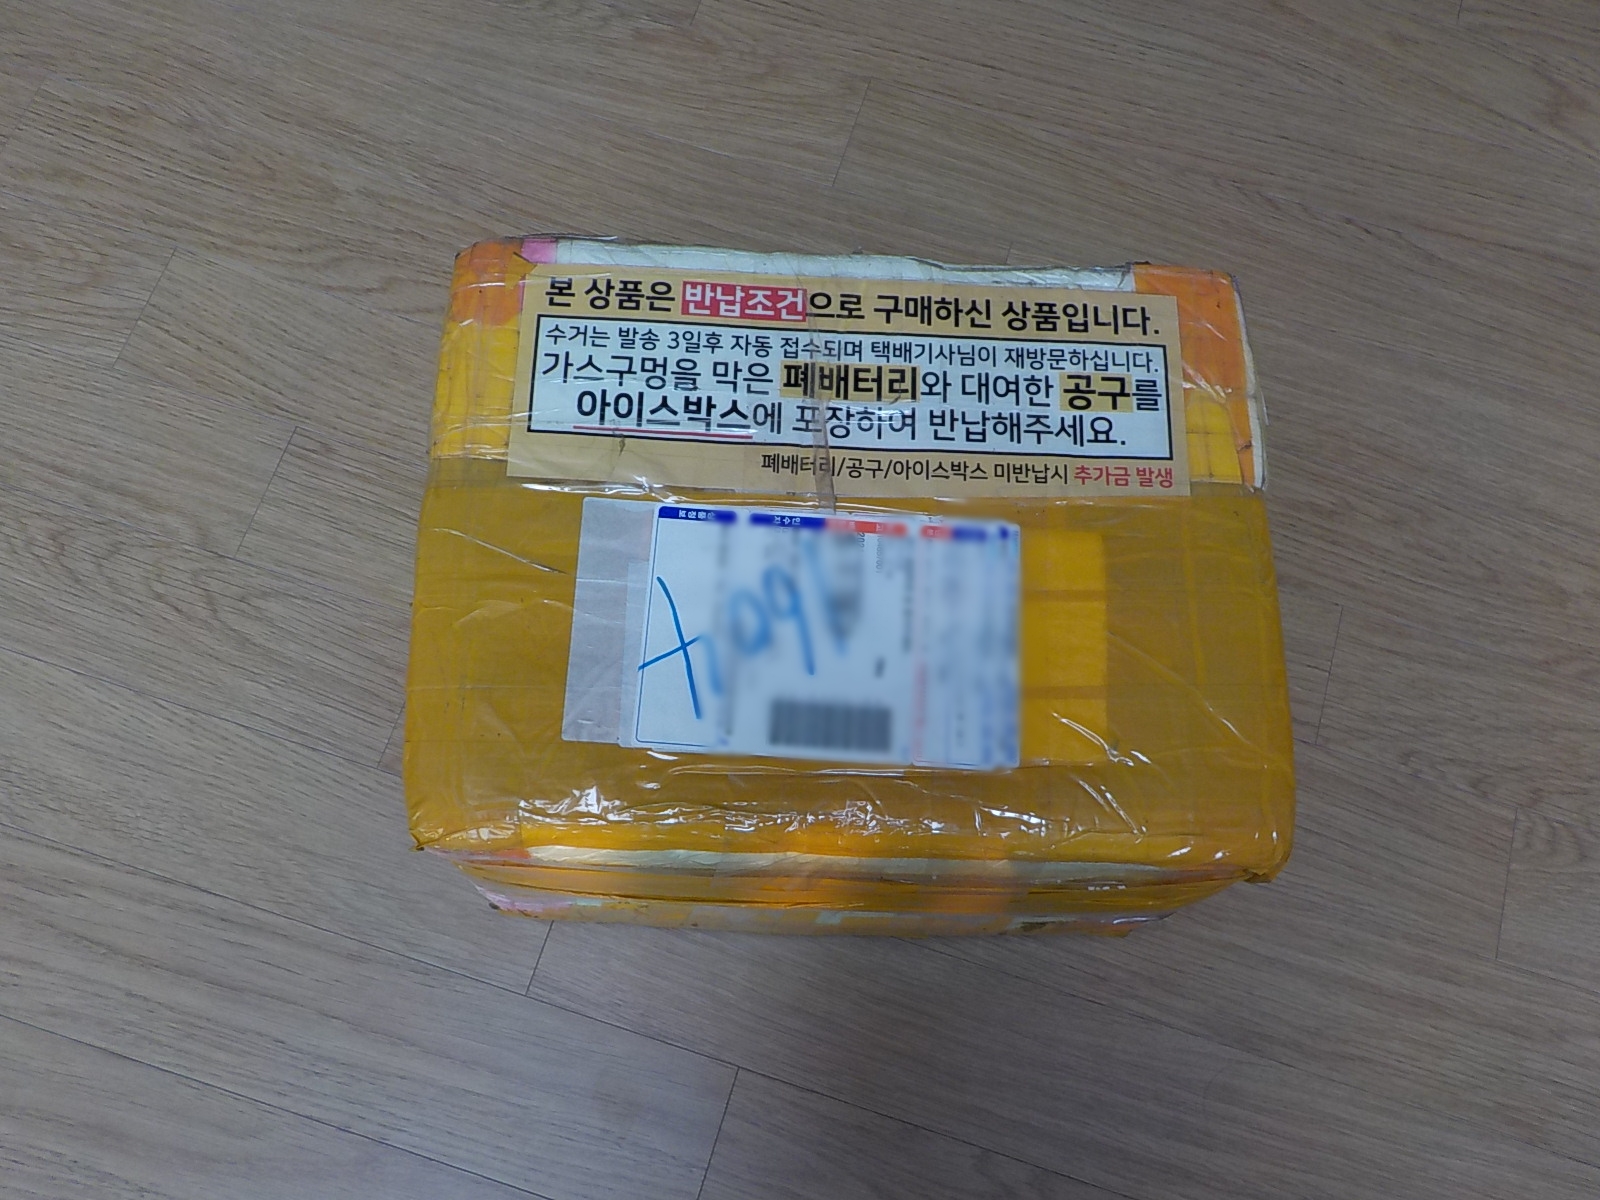 본 상품은 반납조건으로 구매하신 상품입니다.
수거는 발송 3일후 자동 접수되며 택배기사님이 재방문하십니다.
가스구멍을 막은 폐배터리와 대여한 공구를
아이스박스에 포장하여 반납해주세요.
폐배터리/공구/아이스박스 미반납시 추가금 발생